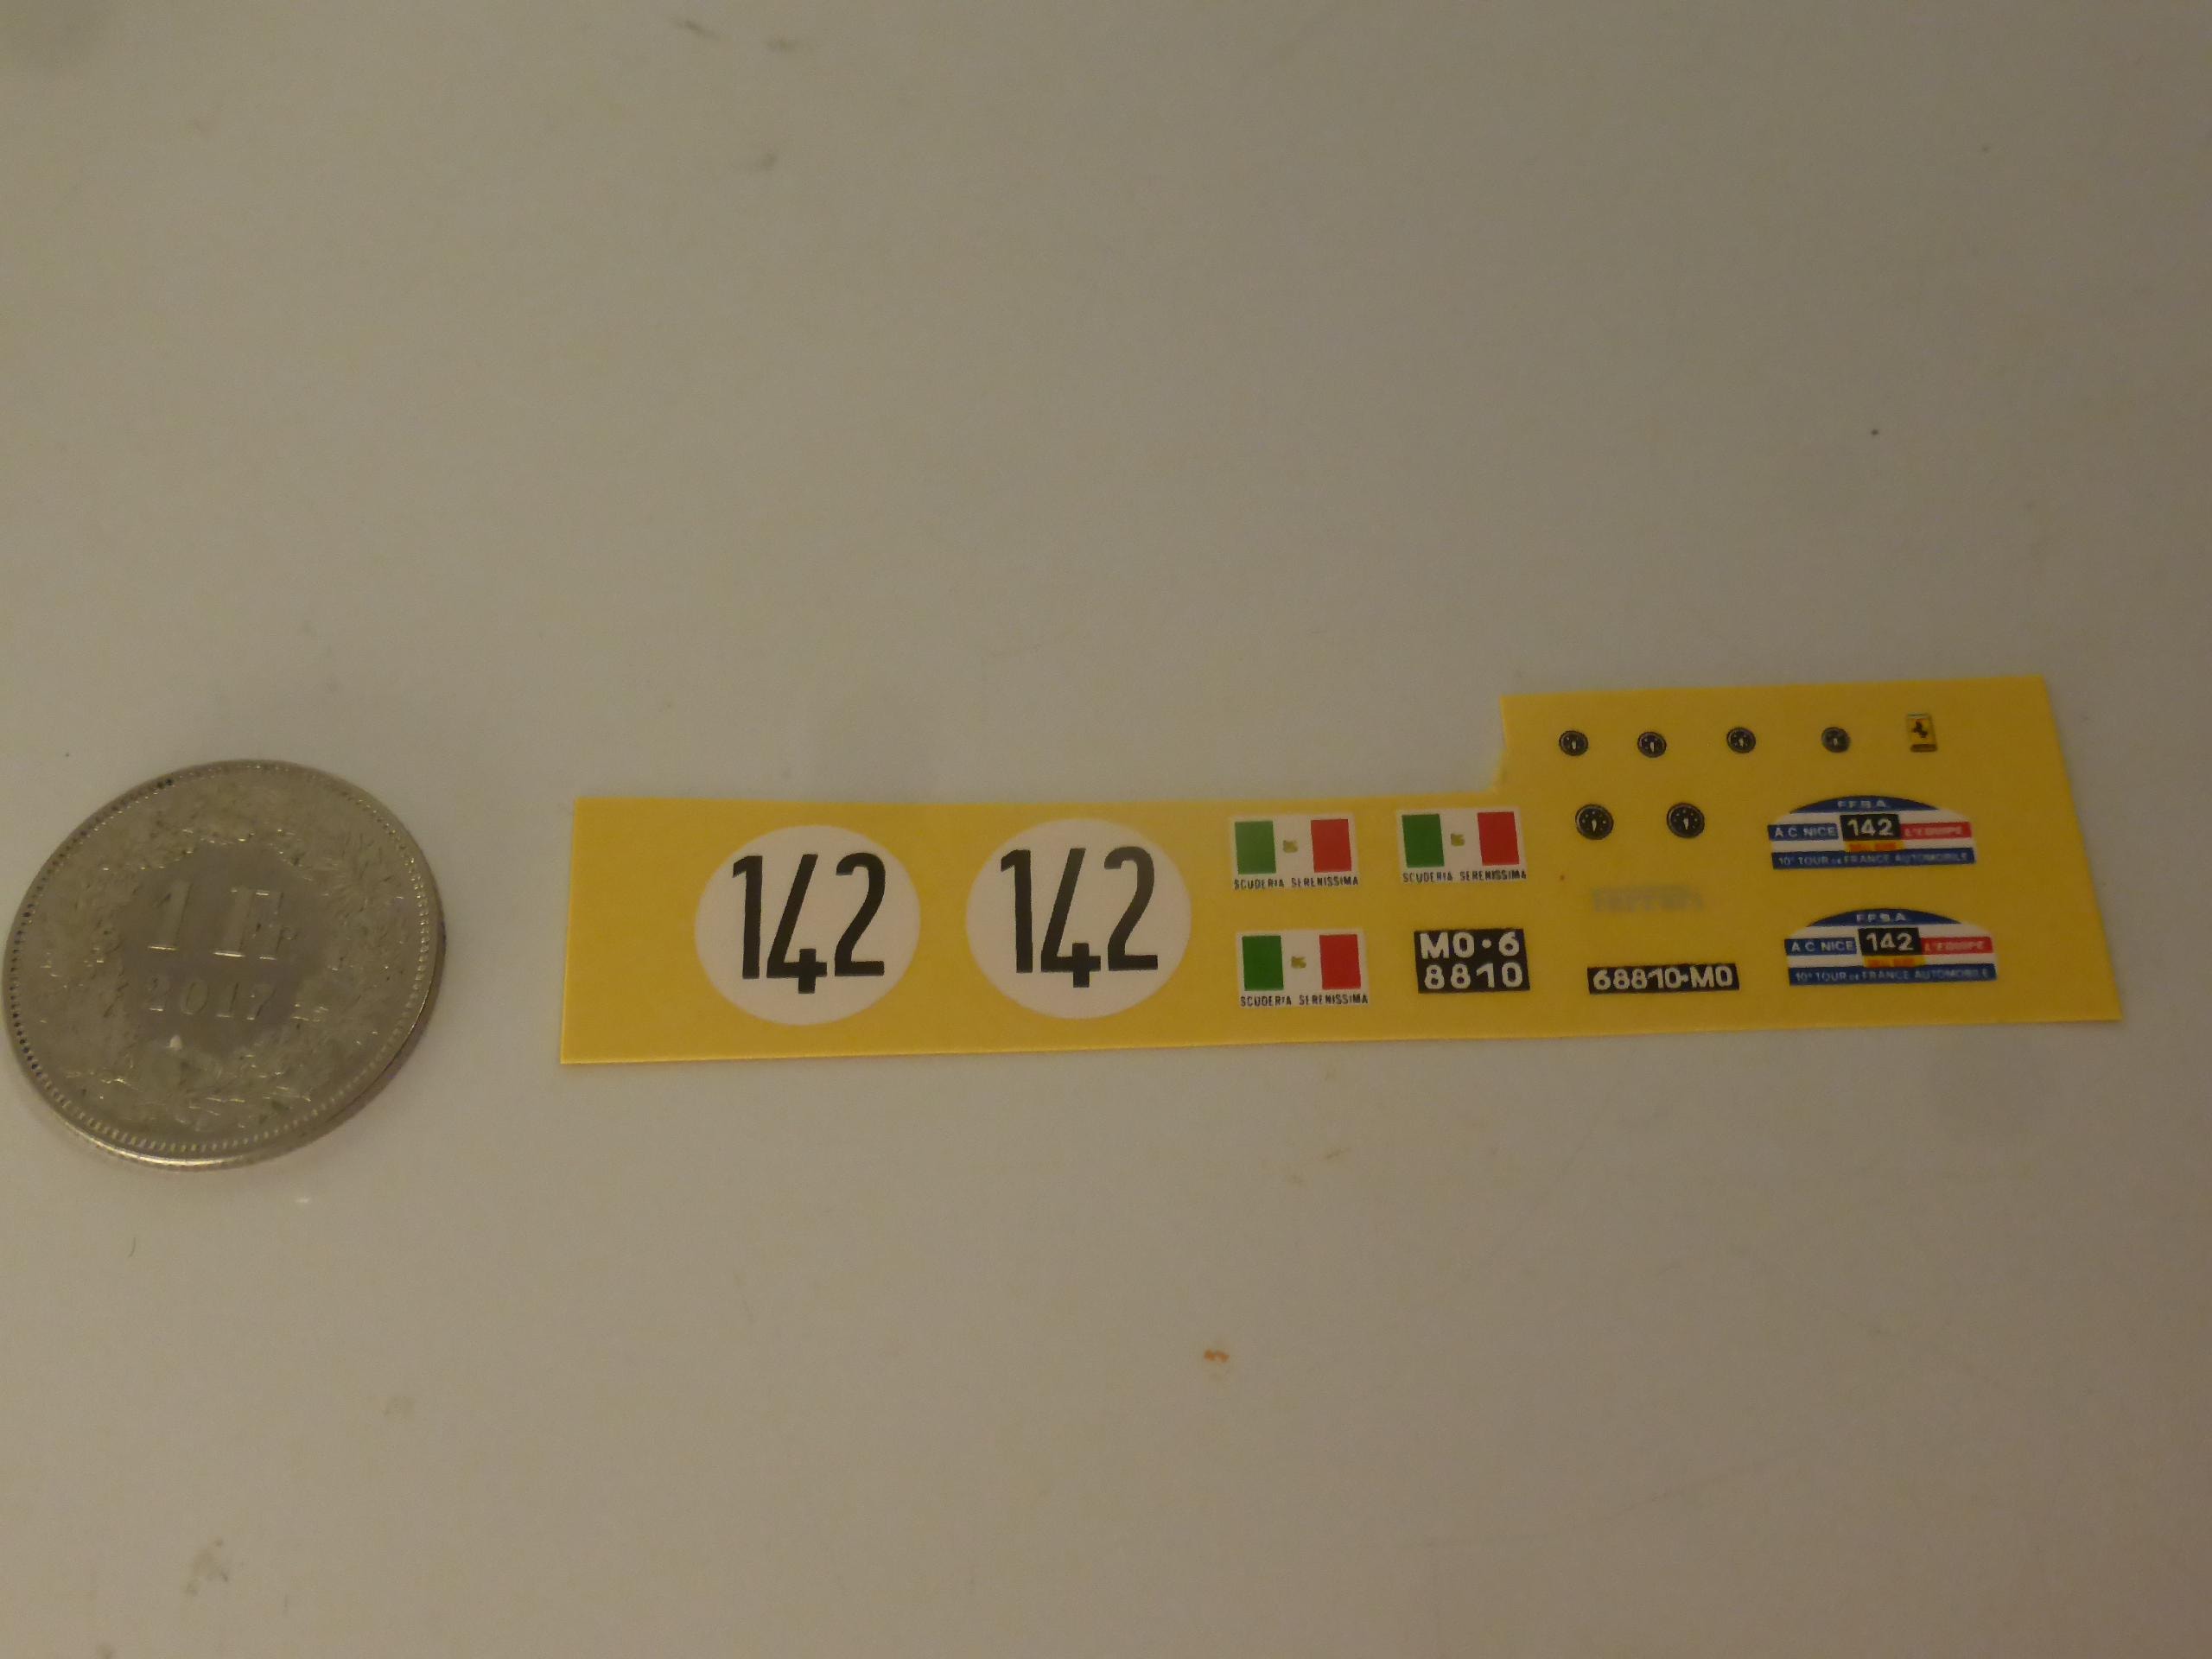 1 Fr
2017
142
142
SCUDERIA SERENISSIMA
SCUDERIA SERENISSIMA
SCUDERIA SERENISSIMA
MO·6
8810
68810·MO
F.F.S.A.
A.C. NICE 142 L'EQUIPE
10e TOUR DE FRANCE AUTOMOBILE
F.F.S.A.
A.C. NICE 142 L'EQUIPE
10e TOUR DE FRANCE AUTOMOBILE